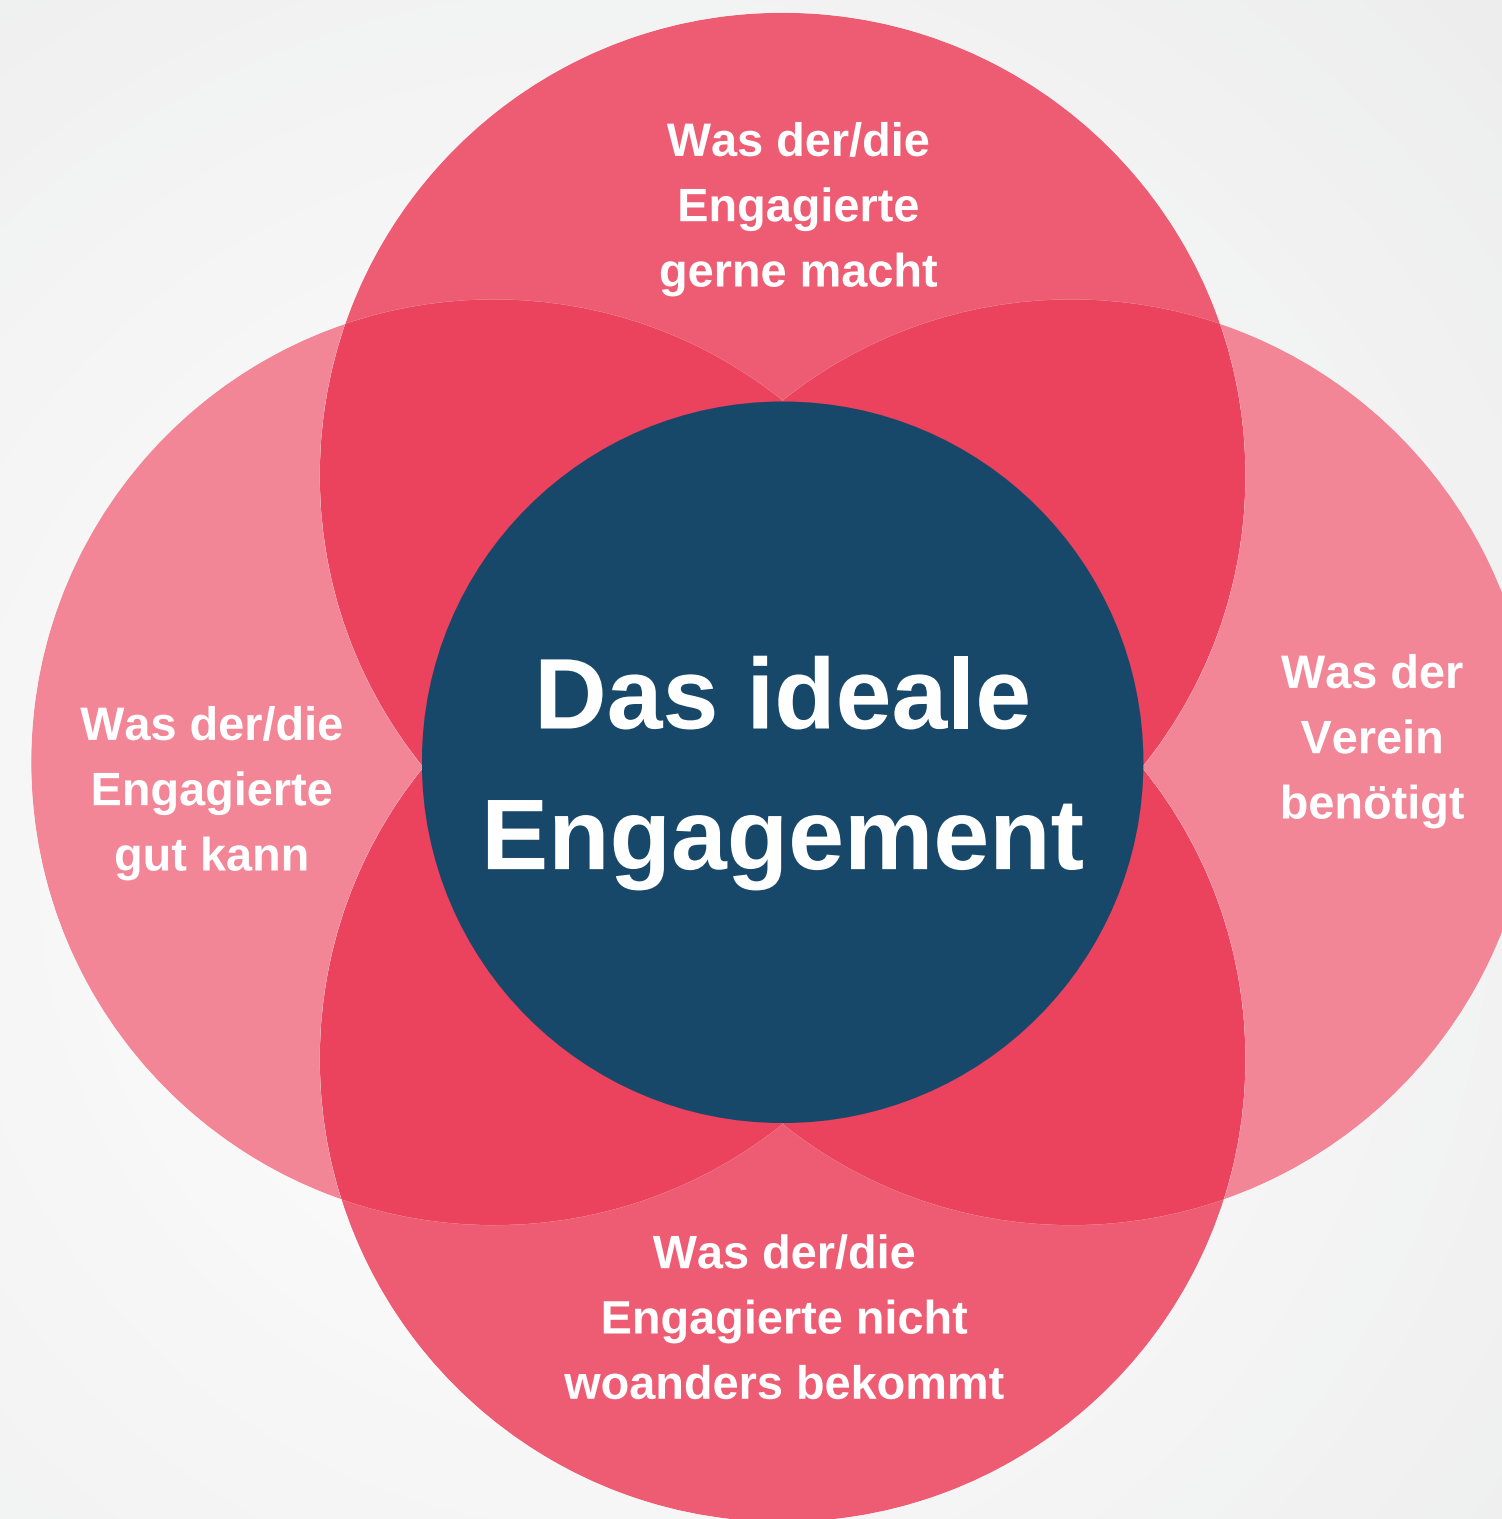 Was der/die
Engagierte
gerne macht
Was der/die
Engagierte
gut kann
Das ideale
Engagement
Was der
Verein
benötigt
Was der/die
Engagierte nicht
woanders bekommt